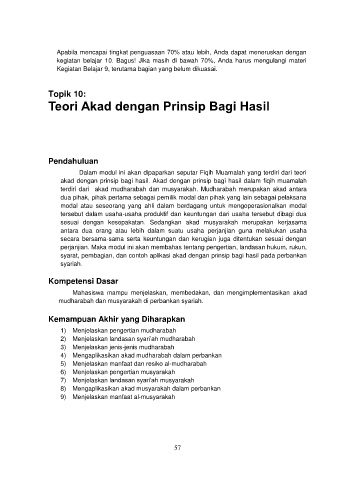 Apabila mencapai tingkat penguasaan 70% atau lebih, Anda dapat meneruskan dengan
kegiatan belajar 10. Bagus! Jika masih di bawah 70%, Anda harus mengulangi materi
Kegiatan Belajar 9, terutama bagian yang belum dikuasai.
Topik 10:
Teori Akad dengan Prinsip Bagi Hasil
Pendahuluan
Dalam modul ini akan dipaparkan seputar Fiqih Muamalah yang terdiri dari teori
akad dengan prinsip bagi hasil. Akad dengan prinsip bagi hasil dalam fiqih muamalah
terdiri dari akad mudharabah dan musyarakah. Mudharabah merupakan akad antara
dua pihak, pihak pertama sebagai pemilik modal dan pihak yang lain sebagai pelaksana
modal atau seseorang yang ahli dalam berdagang untuk mengoperasionalkan modal
tersebut dalam usaha-usaha produktif dan keuntungan dari usaha tersebut dibagi dua
sesuai dengan kesepakatan. Sedangkan akad musyarakah merupakan kerjasama
antara dua orang atau lebih dalam suatu usaha perjanjian guna melakukan usaha
secara bersama-sama serta keuntungan dan kerugian juga ditentukan sesuai dengan
perjanjian. Maka modul ini akan membahas tentang pengertian, landasan hukum, rukun,
syarat, pembagian, dan contoh aplikasi akad dengan prinsip bagi hasil pada perbankan
syariah.
Kompetensi Dasar
Mahasiswa mampu menjelaskan, membedakan, dan mengimplementasikan akad
mudharabah dan musyarakah di perbankan syariah.
Kemampuan Akhir yang Diharapkan
1) Menjelaskan pengertian mudharabah
2) Menjelaskan landasan syari'ah mudharabah
3) Menjelaskan jenis-jenis mudharabah
4) Mengaplikasikan akad mudharabah dalam perbankan
5) Menjelaskan manfaat dan resiko al-mudharabah
6) Menjelaskan pengertian musyarakah
7) Menjelaskan landasan syari'ah musyarakah
8) Mengaplikasikan akad musyarakah dalam perbankan
9) Menjelaskan manfaat al-musyarakah
57